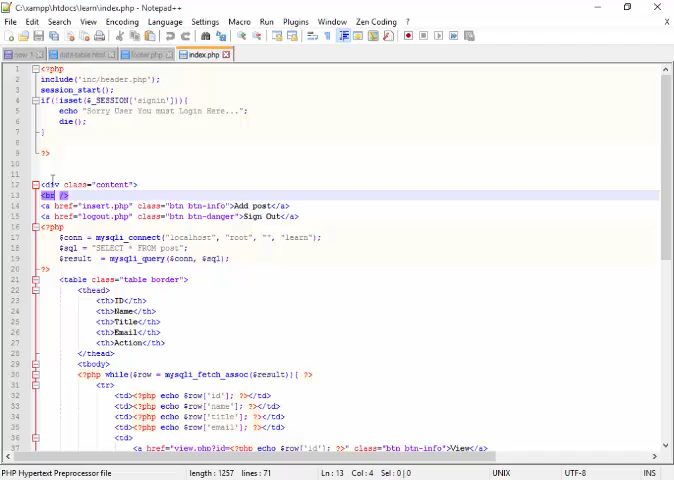 C:\xampp\htdocs\learn\index.php - Notepad++
File Edit Search View Encoding Language Settings Macro Run Plugins Window Zen Coding ?
new 1 data-table.html footer.php index.php
1 <?php
2 include('inc/header.php');
3 session_start();
4 if(!isset($_SESSION['signin'])){
5 echo "Sorry User You must Login Here...";
6 die();
7 }
8
9 ?>
10
11
12 <div class="content">
13 <br />
14 <a href="insert.php" class="btn btn-info">Add post</a>
15 <a href="logout.php" class="btn btn-danger">Sign Out</a>
16 <?php
17 $conn = mysqli_connect("localhost", "root", "", "learn");
18 $sql = "SELECT * FROM post";
19 $result = mysqli_query($conn, $sql);
20 ?>
21 <table class="table border">
22 <thead>
23 <th>ID</th>
24 <th>Name</th>
25 <th>Title</th>
26 <th>Email</th>
27 <th>Action</th>
28 </thead>
29 <tbody>
30 <?php while($row = mysqli_fetch_assoc($result)){ ?>
31 <tr>
32 <td><?php echo $row['id']; ?></td>
33 <td><?php echo $row['name']; ?></td>
34 <td><?php echo $row['title']; ?></td>
35 <td><?php echo $row['email']; ?></td>
36 <td>
37 <a href="view.php?id=<?php echo $row['id']; ?>" class="btn btn-info">View</a>
PHP Hypertext Preprocessor file length : 1257 lines : 71 Ln : 13 Col : 4 Sel : 0 | 0 UNIX UTF-8 INS